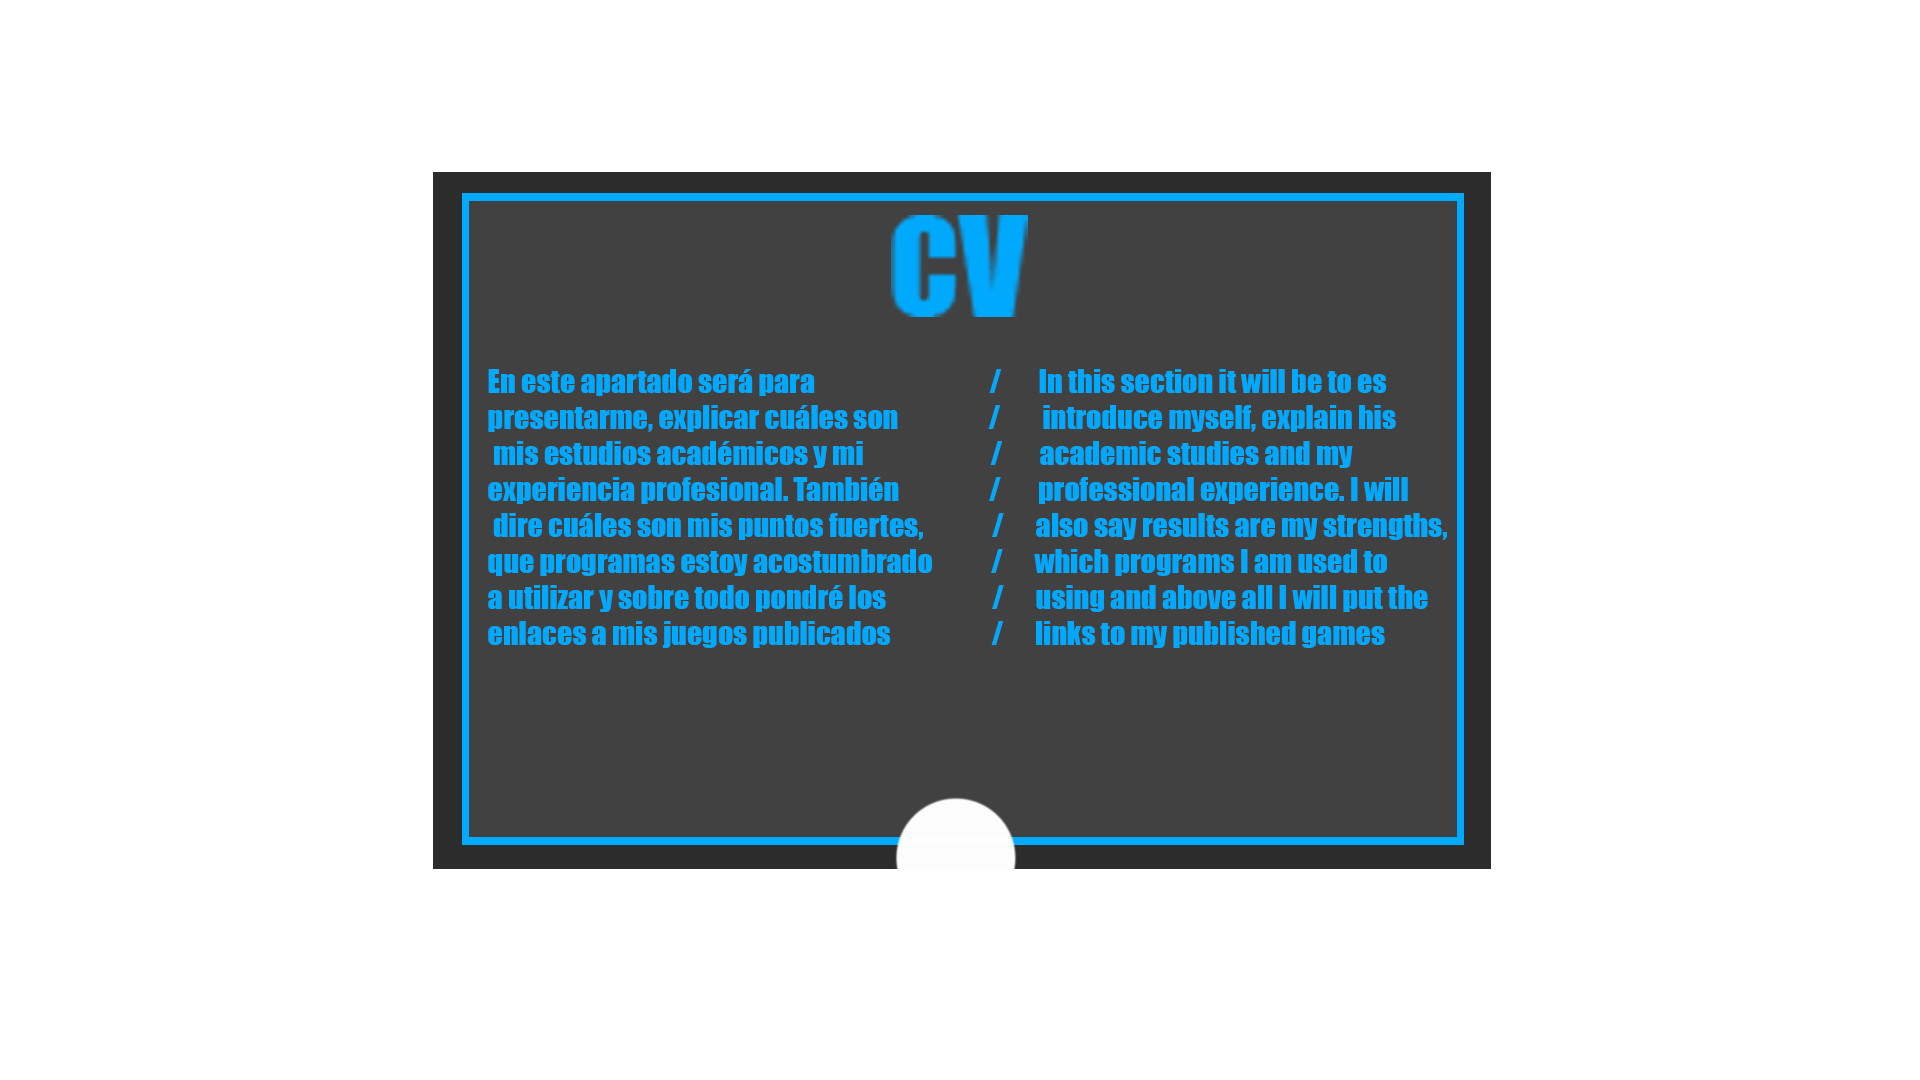 CV
En este apartado será para / In this section it will be to es
presentarme, explicar cuáles son / introduce myself, explain his
mis estudios académicos y mi / academic studies and my
experiencia profesional. También / professional experience. I will
dire cuáles son mis puntos fuertes, / also say results are my strengths,
que programas estoy acostumbrado / which programs I am used to
a utilizar y sobre todo pondré los / using and above all I will put the
enlaces a mis juegos publicados / links to my published games